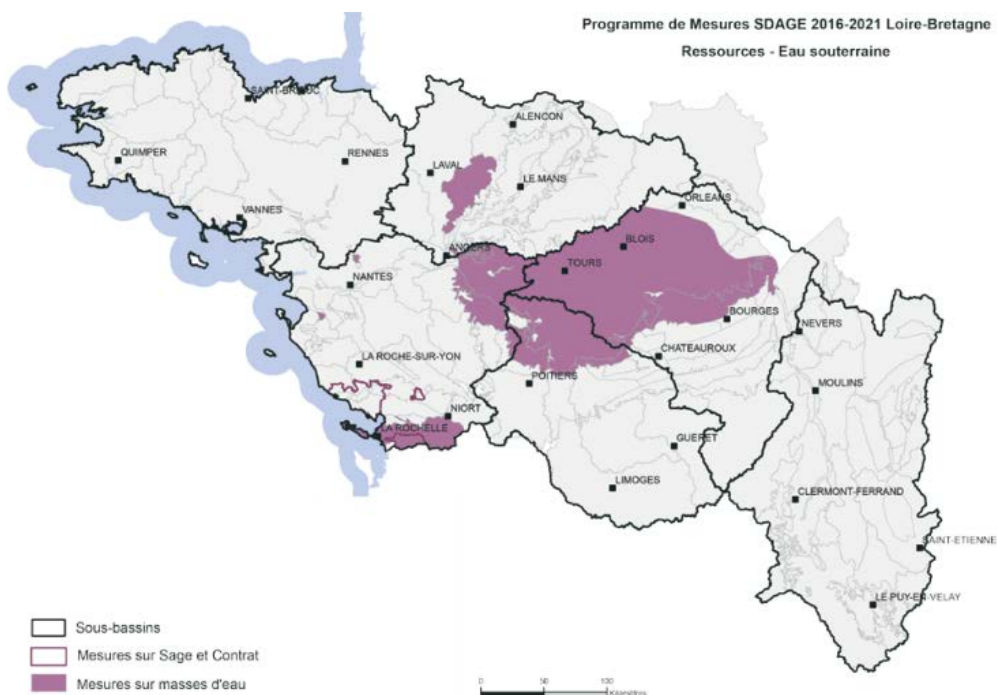 Programme de Mesures SDAGE 2016-2021 Loire-Bretagne
Ressources - Eau souterraine
SAINT-BRIEUC
ALENCON
QUIMPER
RENNES
LAVAL
LE MANS
ORLEANS
VANNES
BLOIS
ANGERS
TOURS
NANTES
BOURGES
NEVERS
CHATEAUROUX
LA ROCHE-SUR-YON
POITIERS
MOULINS
NIORT
LA ROCHELLE
GUERET
LIMOGES
CLERMONT-FERRAND
SAINT-ETIENNE
LE PUY-EN-VELAY
Sous-bassins
Mesures sur Sage et Contrat
Mesures sur masses d'eau
0 50 100
Kilomètres